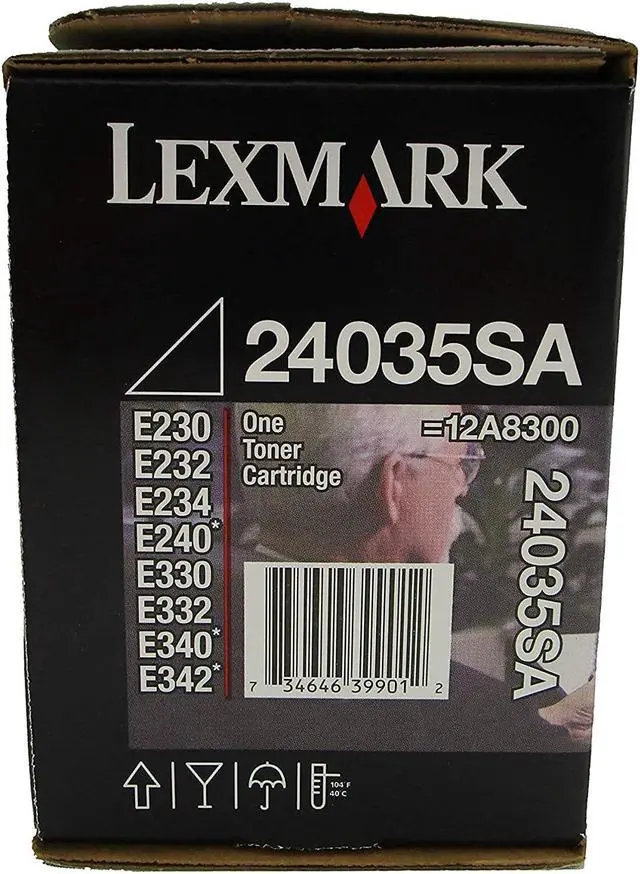 LEXMARK
24035SA
E230
E232
E234
E240*
E330
E332
E340*
E342*
One
Toner
Cartridge
=12A8300
24035SA
7 34646 39901 2
104°F
40°C